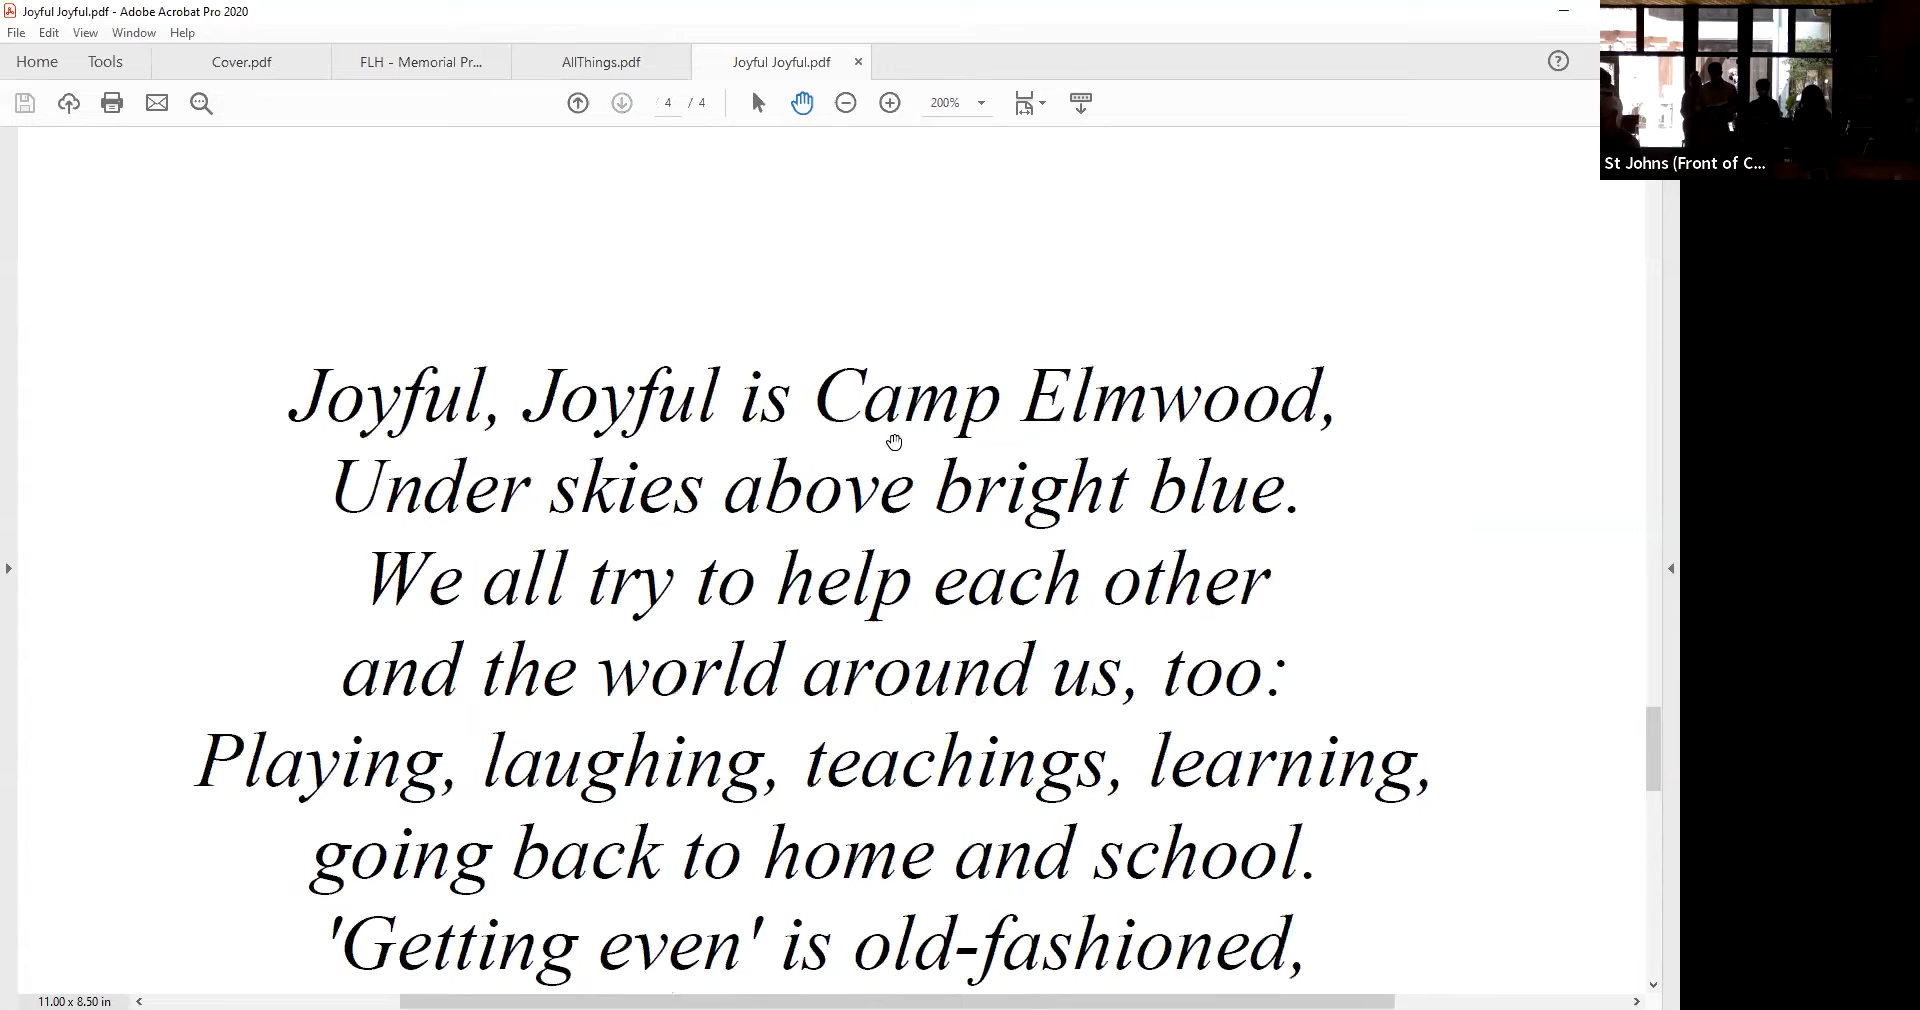 Joyful Joyful.pdf - Adobe Acrobat Pro 2020
File Edit View Window Help
Home Tools Cover.pdf FLH - Memorial Pr... AllThings.pdf Joyful Joyful.pdf ×
4 / 4 200%
St Johns (Front of C...
Joyful, Joyful is Camp Elmwood,
Under skies above bright blue.
We all try to help each other
and the world around us, too:
Playing, laughing, teachings, learning,
going back to home and school.
'Getting even' is old-fashioned,
11.00 x 8.50 in